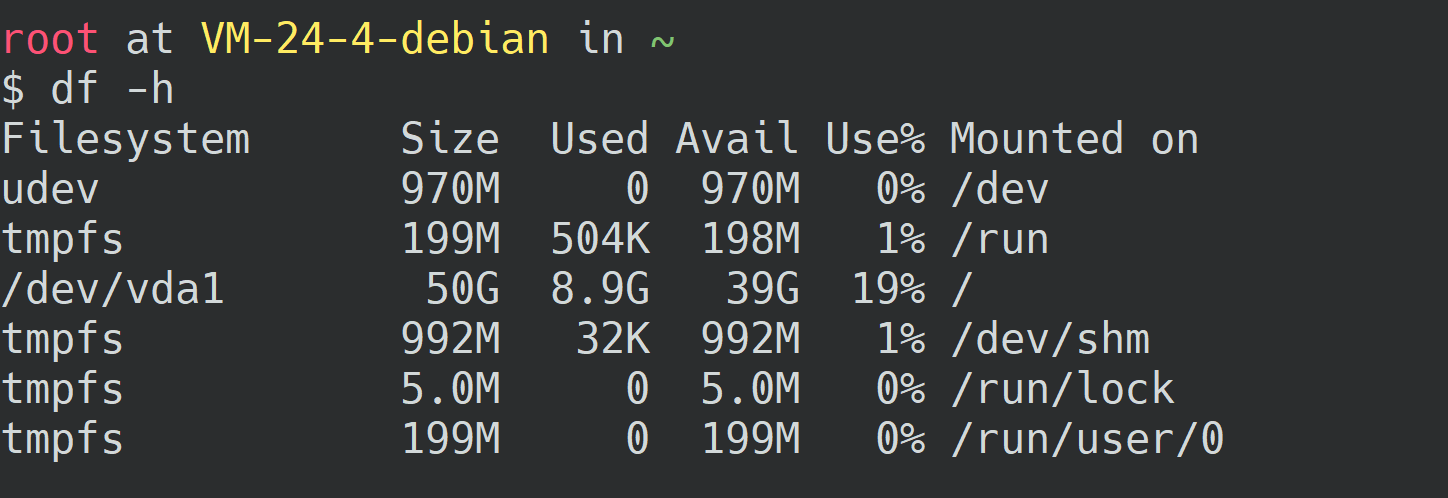 root at VM-24-4-debian in ~
$ df -h
Filesystem      Size  Used Avail Use% Mounted on
udev            970M     0  970M   0% /dev
tmpfs           199M  504K  198M   1% /run
/dev/vda1        50G  8.9G   39G  19% /
tmpfs           992M   32K  992M   1% /dev/shm
tmpfs           5.0M     0  5.0M   0% /run/lock
tmpfs           199M     0  199M   0% /run/user/0